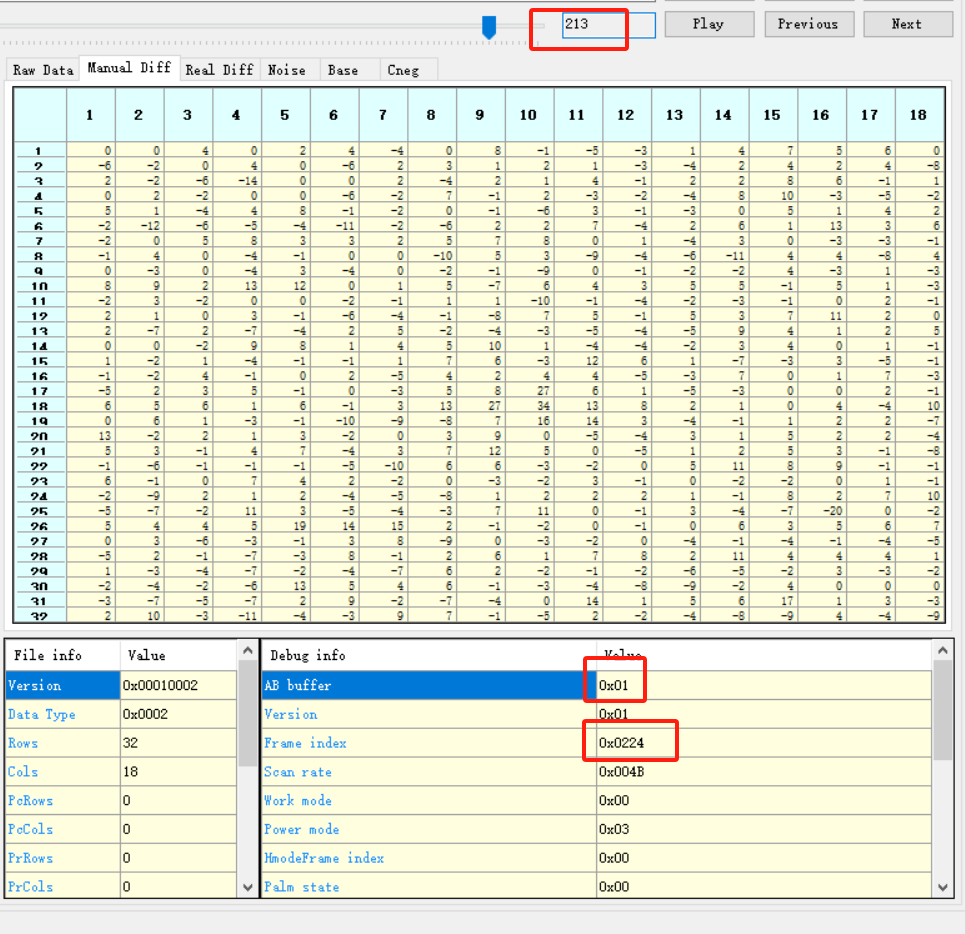 213 Play Previous Next
Raw Data Manual Diff Real Diff Noise Base Cneg
1 2 3 4 5 6 7 8 9 10 11 12 13 14 15 16 17 18
1 0 0 4 0 2 4 -4 0 8 -1 -5 -3 1 4 7 5 6 0
2 -6 -2 0 4 0 -6 2 3 1 2 1 -3 -4 2 4 2 4 -8
3 2 -2 -6 -14 0 0 2 -4 2 1 4 -1 2 2 8 6 -1 1
4 0 2 -2 0 0 -6 -2 7 -1 2 -3 -2 -4 8 10 -3 -5 -2
5 5 1 -4 4 8 -1 -2 0 -1 -6 3 -1 -3 0 5 1 4 2
6 -2 -12 -6 -5 -4 -11 -2 -6 2 2 7 -4 2 6 1 13 3 6
7 -2 0 5 8 3 3 2 5 7 8 0 1 -4 3 0 -3 -3 -1
8 -1 4 0 -4 -1 0 0 -10 5 3 -9 -4 -6 -11 4 4 -8 4
9 0 -3 0 -4 3 -4 0 -2 -1 -9 0 -1 -2 -2 4 -3 1 -3
10 8 9 2 13 12 0 1 5 -7 6 4 3 5 5 -1 5 1 -3
11 -2 3 -2 0 0 -2 -1 1 1 -10 -1 -4 -2 -3 -1 0 2 -1
12 2 1 0 3 -1 -6 -4 -1 -8 7 5 -1 5 3 7 11 2 0
13 2 -7 2 -7 -4 2 5 -2 -4 -3 -5 -4 -5 9 4 1 2 5
14 0 0 -2 9 8 1 4 5 10 1 -4 -4 -2 3 4 0 1 -1
15 1 -2 1 -4 -1 -1 1 7 6 -3 12 6 1 -7 -3 3 -5 -1
16 -1 -2 4 -1 0 2 -5 4 2 4 4 -5 -3 7 0 1 7 -3
17 -5 2 3 5 -1 0 -3 5 8 27 6 1 -5 -3 0 0 2 -1
18 6 5 6 1 6 -1 3 13 27 34 13 8 2 1 0 4 -4 10
19 0 6 1 -3 -1 -10 -9 -8 7 16 14 3 -4 -1 1 2 2 -7
20 13 -2 2 1 3 -2 0 3 9 0 -5 -4 3 1 5 2 2 -4
21 5 3 -1 4 7 -4 3 7 12 5 0 -5 1 2 5 3 -1 -8
22 -1 -6 -1 -1 -1 -5 -10 6 6 -3 -2 0 5 11 8 9 -1 -1
23 6 -1 0 7 4 2 -2 0 -3 -2 3 -1 0 -2 -2 0 1 -1
24 -2 -9 2 1 2 -4 -5 -8 1 2 2 2 1 -1 8 2 7 10
25 -5 -7 -2 11 3 -5 -4 -3 7 11 0 -1 3 -4 -7 -20 0 -2
26 5 4 4 5 19 14 15 2 -1 -2 0 -1 0 6 3 5 6 7
27 0 3 -6 -3 -1 3 8 -9 0 -3 -2 0 -4 -1 -4 -1 -4 -5
28 -5 2 -1 -7 -3 8 -1 2 6 1 7 8 2 11 4 4 4 1
29 1 -3 -4 -7 -2 -4 -7 6 2 -2 -1 -2 -6 -5 -2 3 -3 -2
30 -2 -4 -2 -6 13 5 4 6 -1 -3 -4 -8 -9 -2 4 0 0 0
31 -3 -7 -5 -7 2 9 -2 -7 -4 0 14 1 5 6 17 1 3 -3
32 2 10 -3 -11 -4 -3 9 7 -1 -5 2 -2 -4 -8 -9 4 -4 -9
File info Value Debug info Value
Version 0x00010002 AB buffer 0x01
Data Type 0x0002 Version 0x01
Rows 32 Frame index 0x0224
Cols 18 Scan rate 0x004B
PcRows 0 Work mode 0x00
PcCols 0 Power mode 0x03
PrRows 0 HmodeFrame index 0x00
PrCols 0 Palm state 0x00